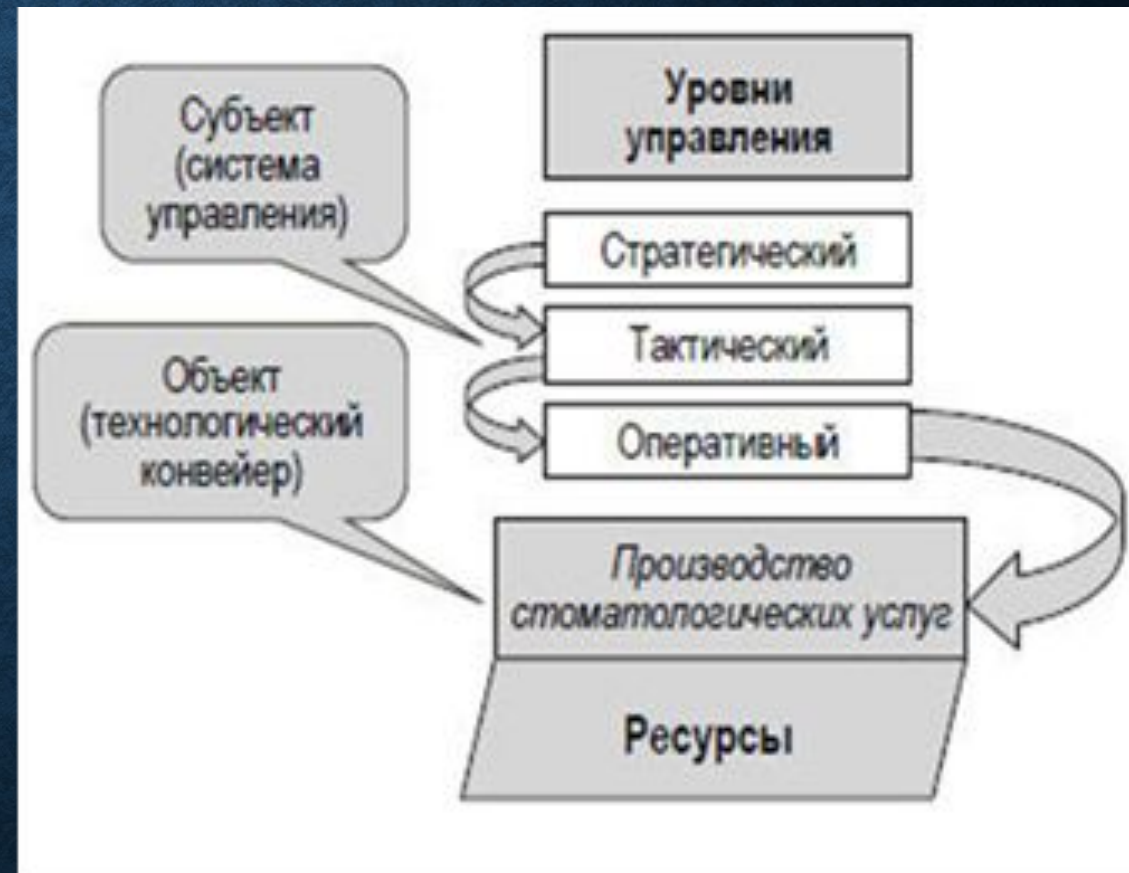 Уровни
управления
Субъект
(система
управления)
Стратегический
Тактический
Объект
(технологический
конвейер)
Оперативный
Производство
стоматологических услуг
Ресурсы